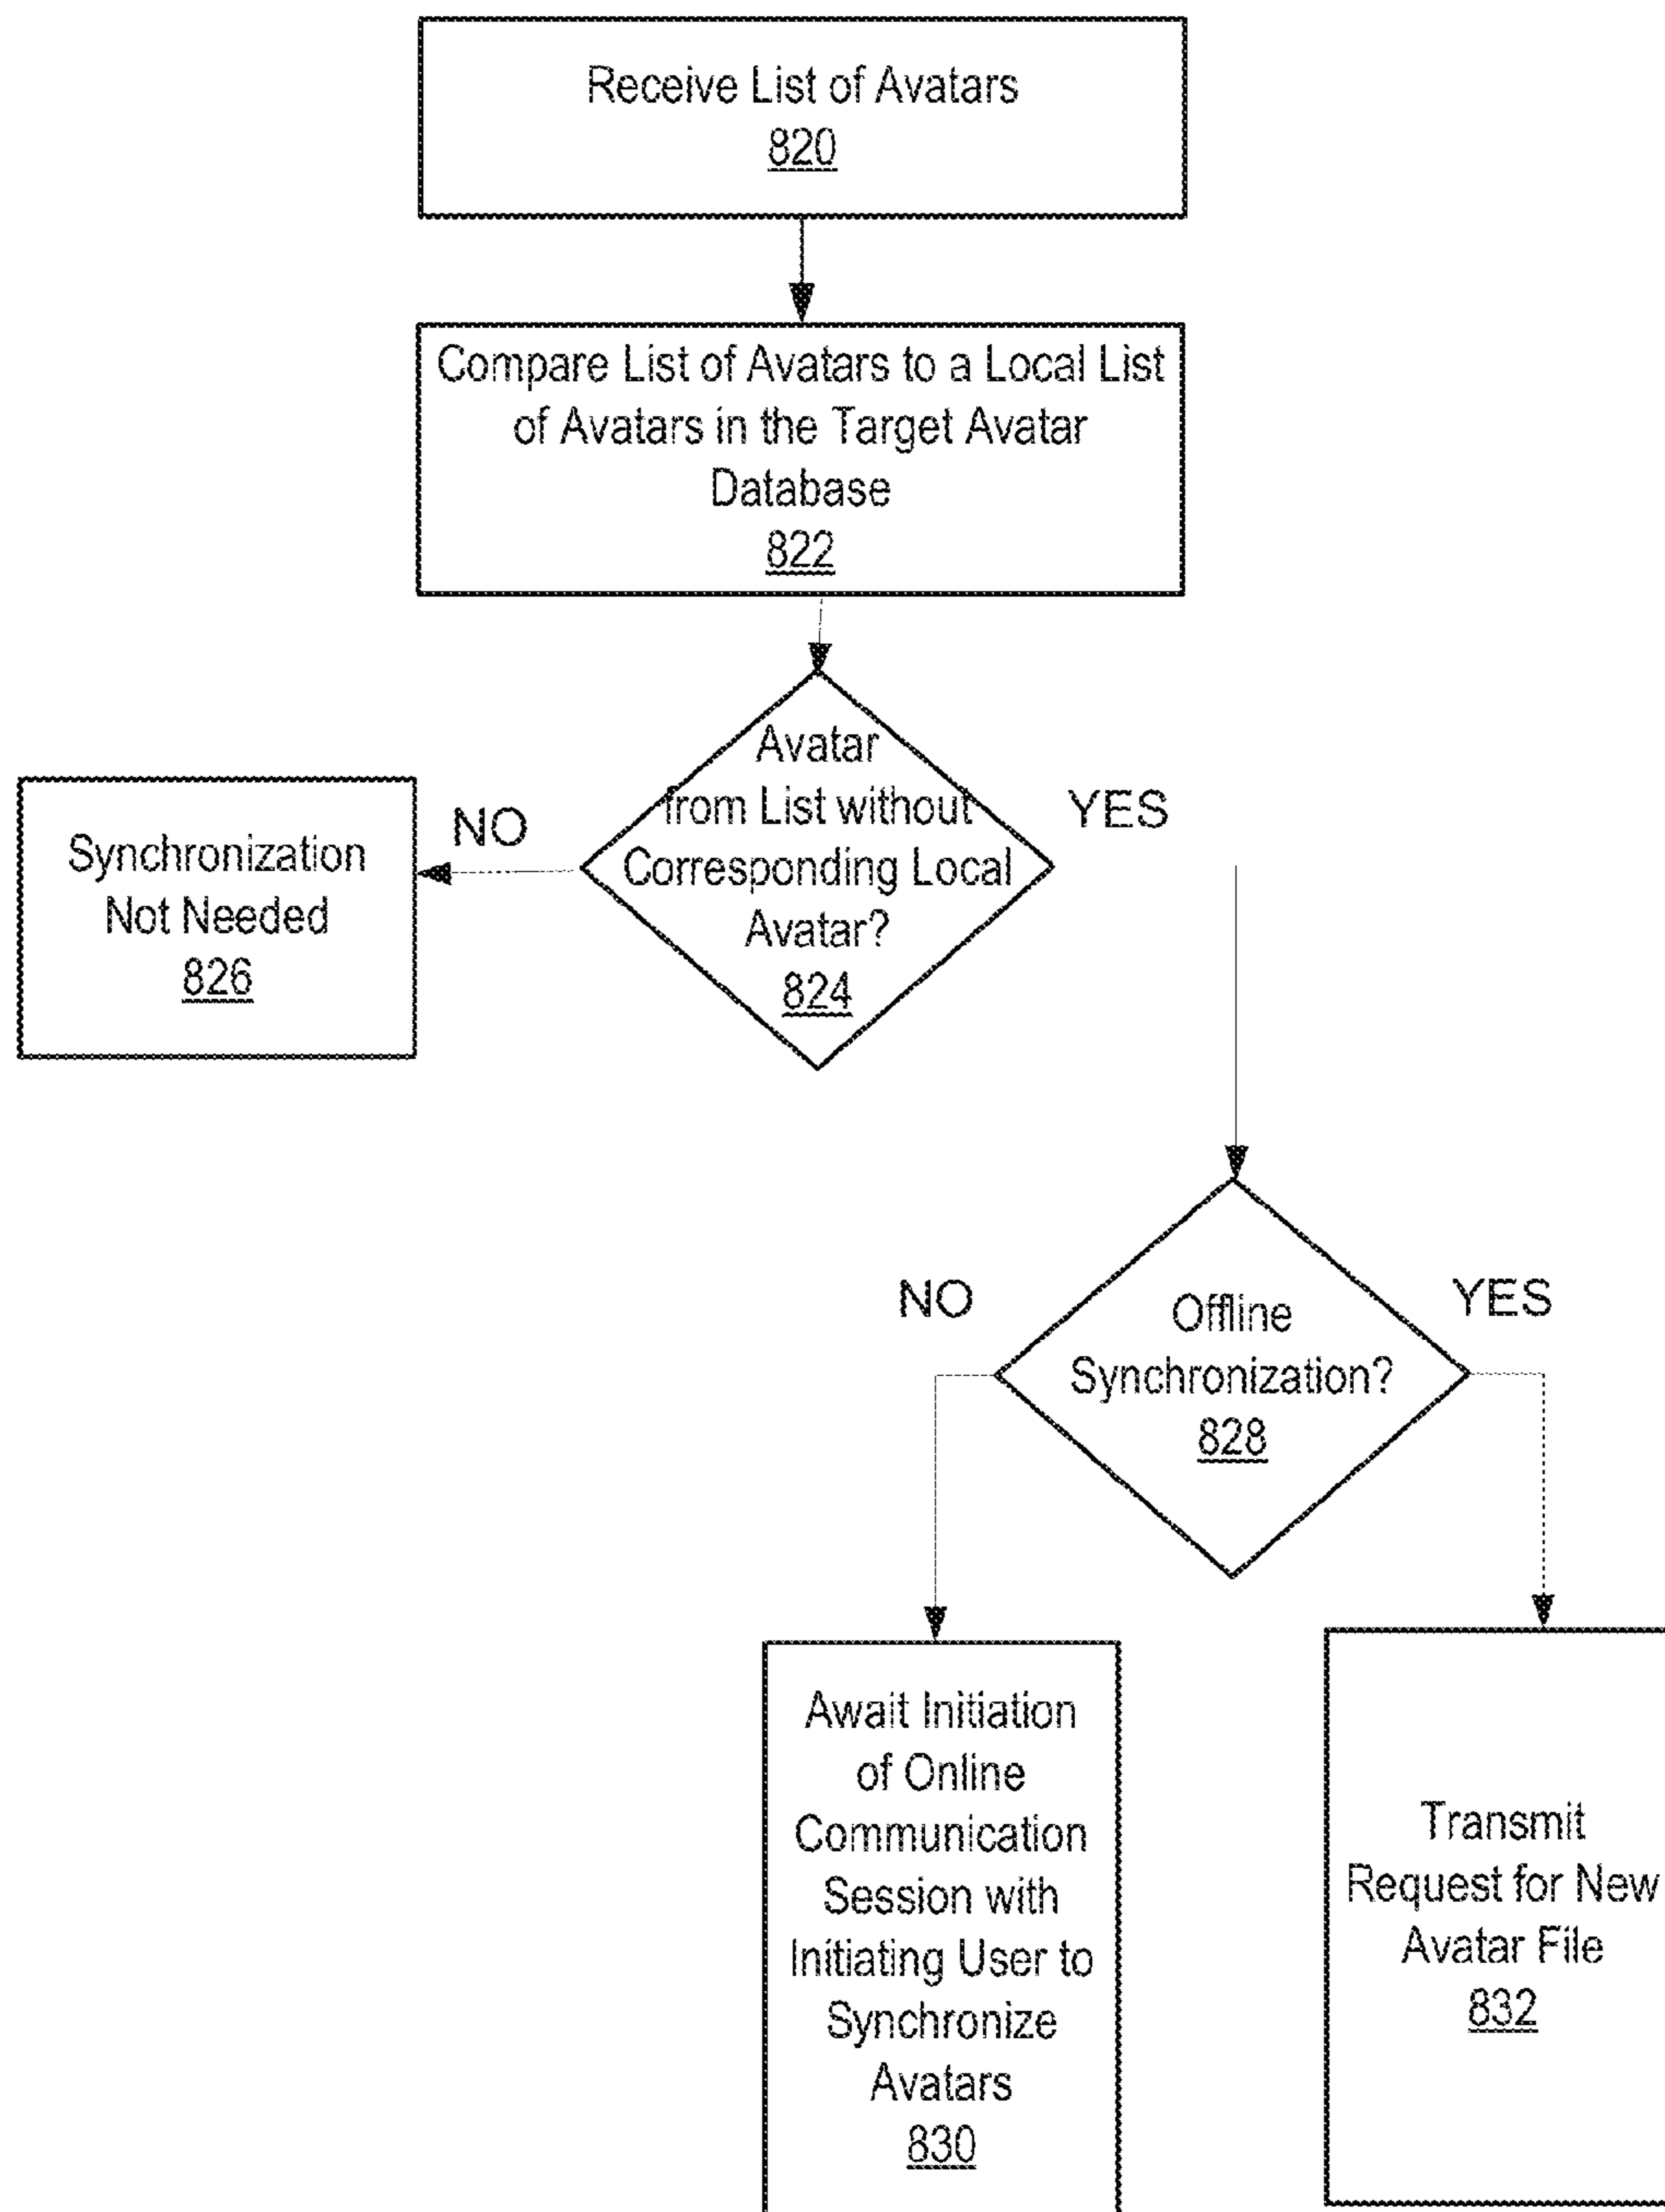 Receive List of Avatars
820
Compare List of Avatars to a Local List
of Avatars in the Target Avatar
Database
822
Avatar
from List without
Corresponding Local
Avatar?
824
NO
YES
Synchronization
Not Needed
826
Offline
Synchronization?
828
NO
YES
Await Initiation
of Online
Communication
Session with
Initiating User to
Synchronize
Avatars
830
Transmit
Request for New
Avatar File
832